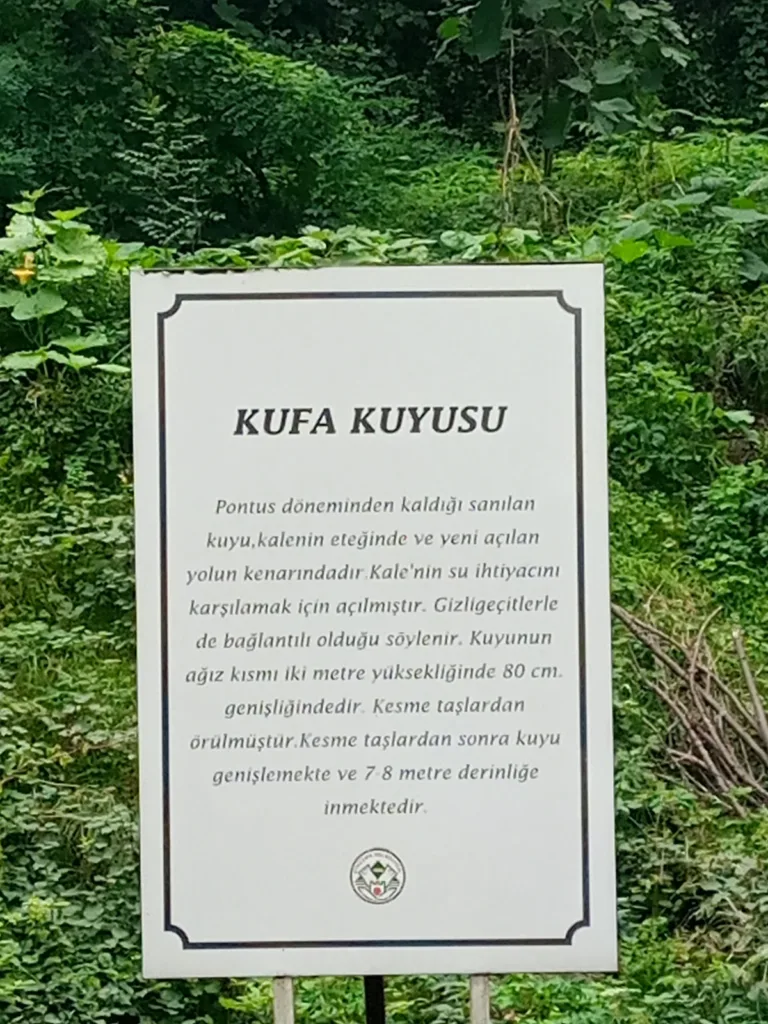 KUFA KUYUSU
Pontus döneminden kaldığı sanılan
kuyu,kalenin eteğinde ve yeni açılan
yolun kenarındadır.Kale'nin su ihtiyacını
karşılamak için açılmıştır. Gizligeçitlerle
de bağlantılı olduğu söylenir. Kuyunun
ağız kısmı iki metre yüksekliğinde 80 cm.
genişliğindedir. Kesme taşlardan
örülmüştür.Kesme taşlardan sonra kuyu
genişlemekte ve 7-8 metre derinliğe
inmektedir.